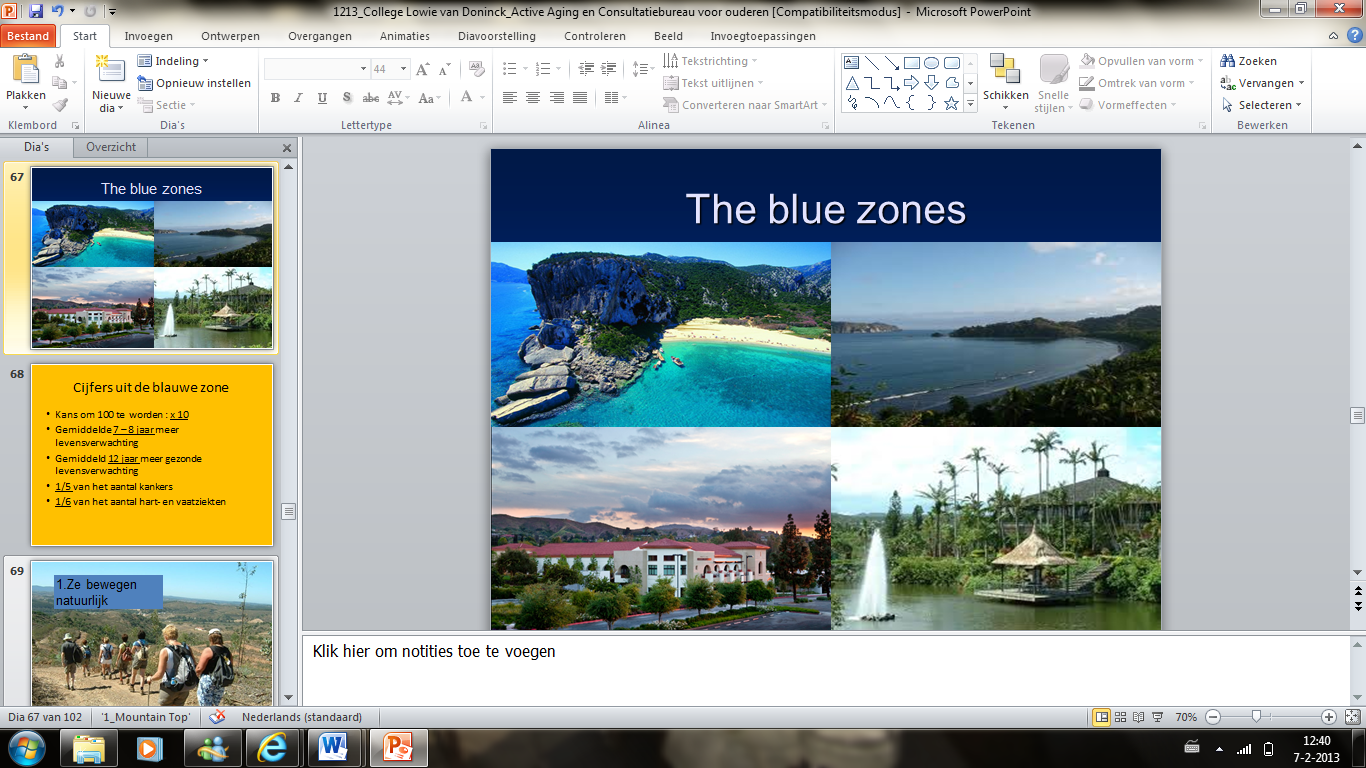 1213_College Lowie van Doninck_Active Aging en Consultatiebureau voor ouderen [Compatibiliteitsmodus] - Microsoft PowerPoint
Bestand Start Invoegen Ontwerpen Overgangen Animaties Diavoorstelling Controleren Beeld Invoegtoepassingen
Plakken
Klembord
Nieuwe dia
Indeling
Opnieuw instellen
Sectie
Dia's
44
B I U S abc AV Aa A
Lettertype
Tekstrichting
Tekst uitlijnen
Converteren naar SmartArt
Alinea
Schikken
Snelle stijlen
Opvullen van vorm
Omtrek van vorm
Vormeffecten
Tekenen
Zoeken
Vervangen
Selecteren
Bewerken
Dia's Overzicht
67
The blue zones
68
Cijfers uit de blauwe zone
• Kans om 100 te worden : x 10
• Gemiddelde 7 – 8 jaar meer
levensverwachting
• Gemiddeld 12 jaar meer gezonde
levensverwachting
• 1/5 van het aantal kankers
• 1/6 van het aantal hart- en vaatziekten
69
1.Ze bewegen
natuurlijk
The blue zones
Klik hier om notities toe te voegen
Dia 67 van 102 '1_Mountain Top' Nederlands (standaard) 70%
12:40
7-2-2013